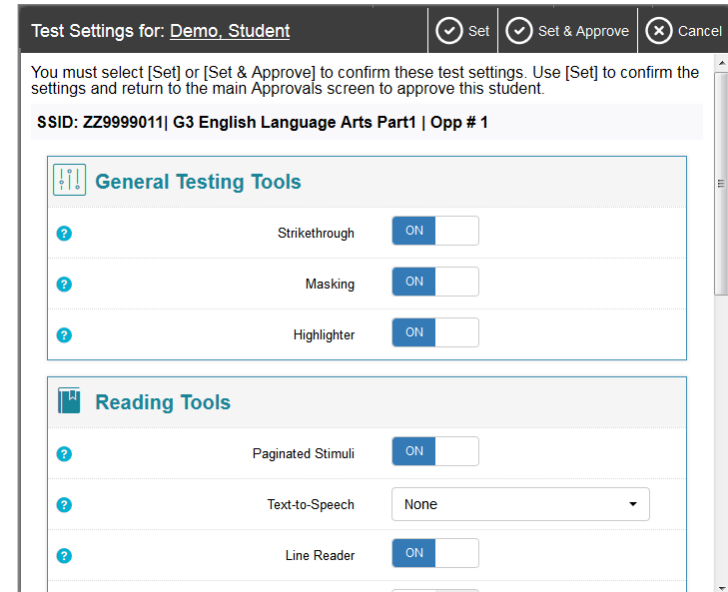 Test Settings for: Demo, Student
Set
Set & Approve
Cancel
You must select [Set] or [Set & Approve] to confirm these test settings. Use [Set] to confirm the
settings and return to the main Approvals screen to approve this student.
SSID: ZZ9999011| G3 English Language Arts Part1 | Opp # 1
General Testing Tools
? Strikethrough ON
? Masking ON
? Highlighter ON
Reading Tools
? Paginated Stimuli ON
? Text-to-Speech None
? Line Reader ON